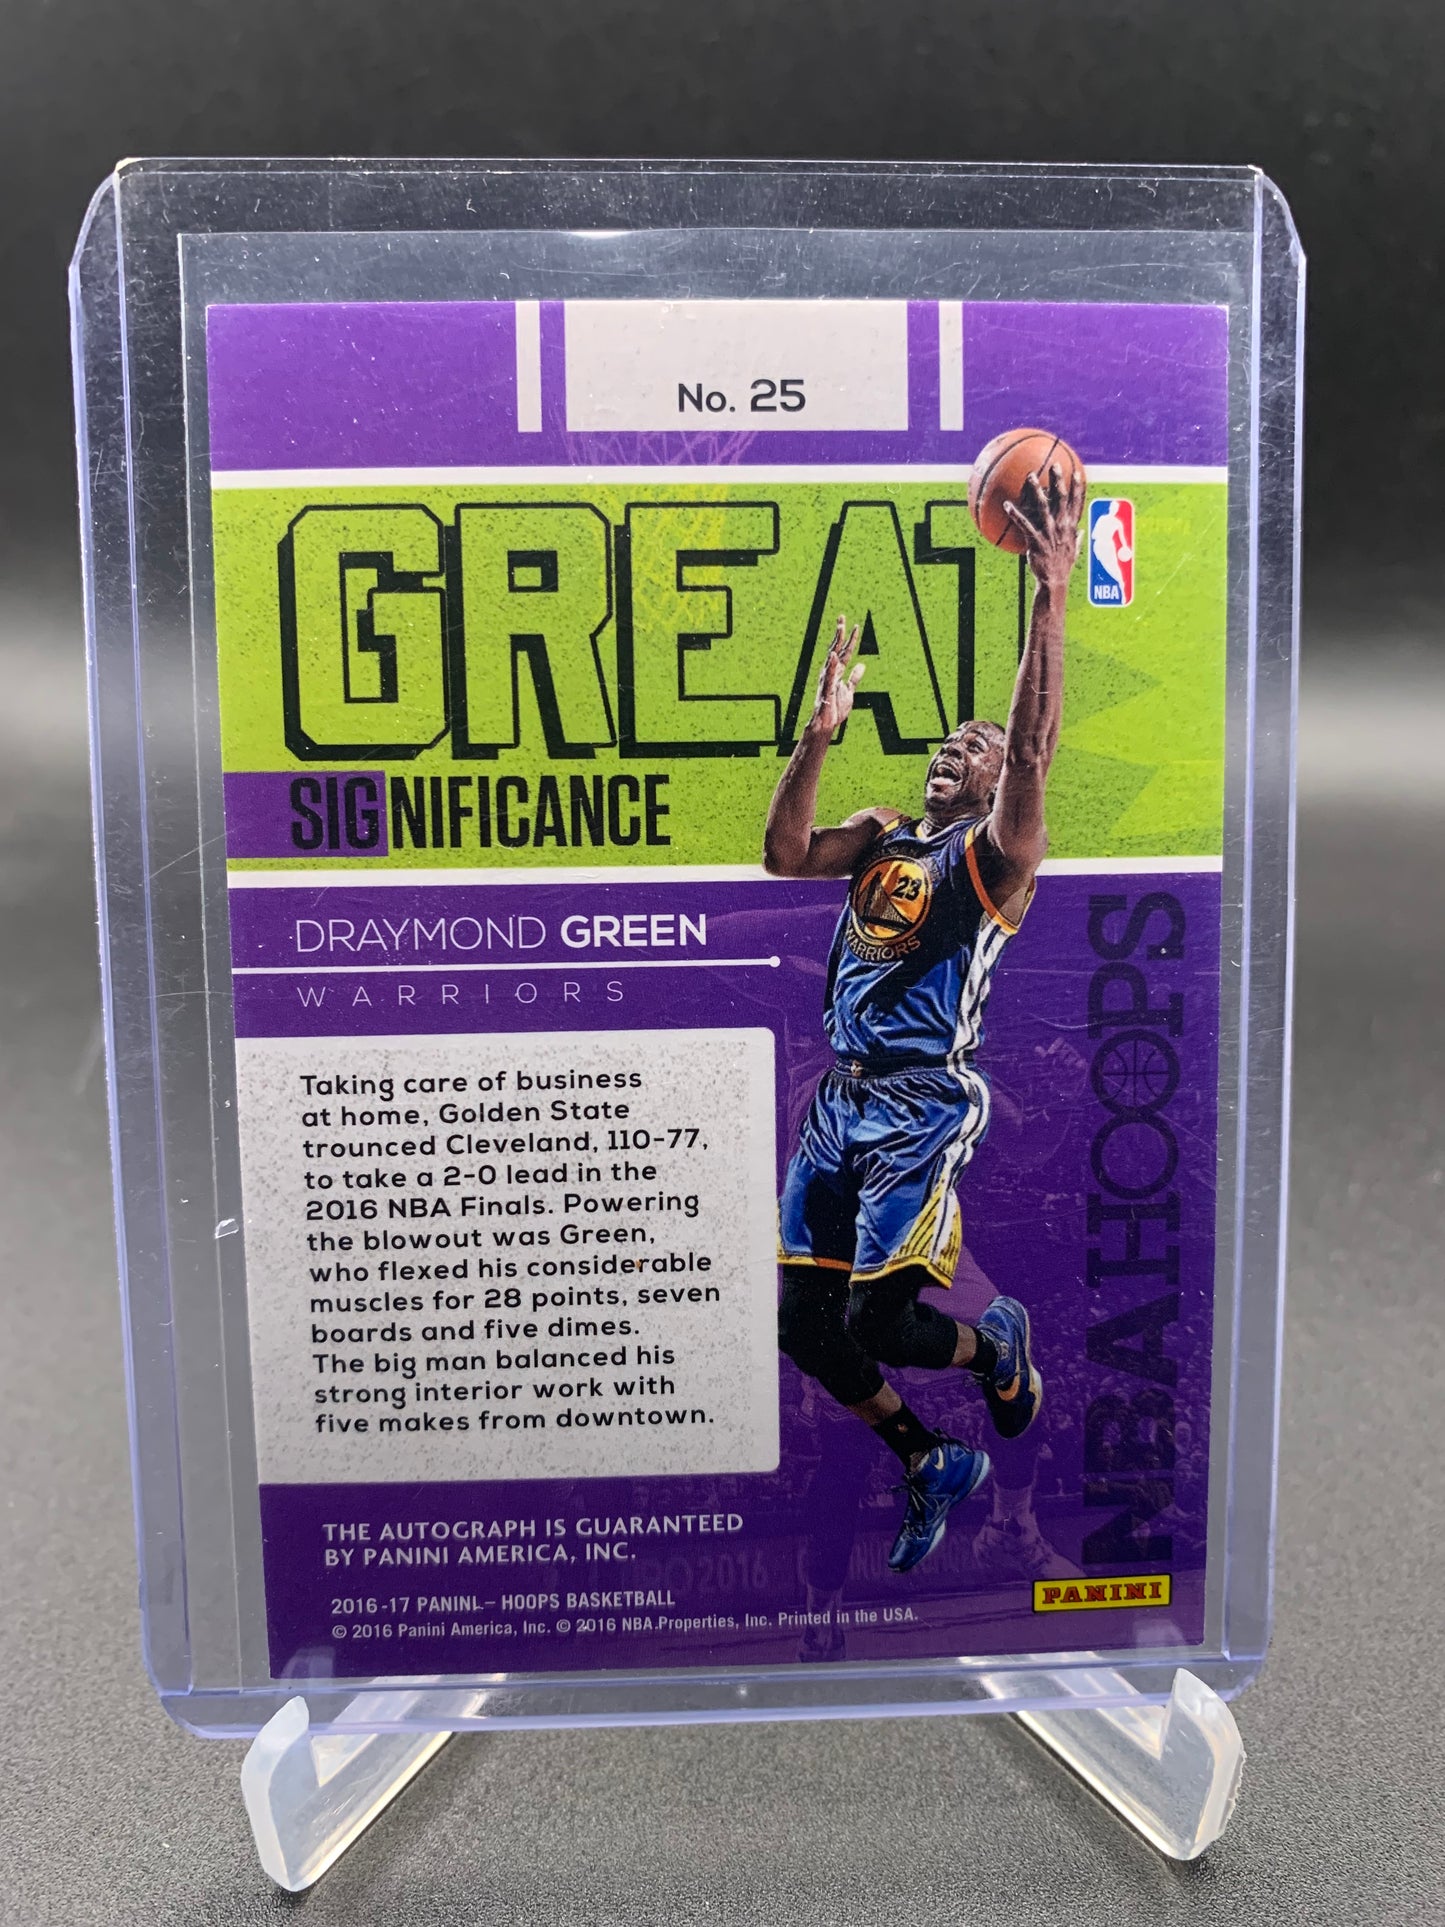 No. 25
GREAT
NBA
SIGNIFICANCE
23
WARRIORS
DRAYMOND GREEN
WARRIORS
Taking care of business
at home, Golden State
trounced Cleveland, 110-77,
to take a 2-0 lead in the
2016 NBA Finals. Powering
the blowout was Green,
who flexed his considerable
muscles for 28 points, seven
boards and five dimes.
The big man balanced his
strong interior work with
five makes from downtown.
NBA HOOPS
THE AUTOGRAPH IS GUARANTEED
BY PANINI AMERICA, INC.
PANINI
2016-17 PANINI – HOOPS BASKETBALL
© 2016 Panini America, Inc. © 2016 NBA Properties, Inc. Printed in the USA.